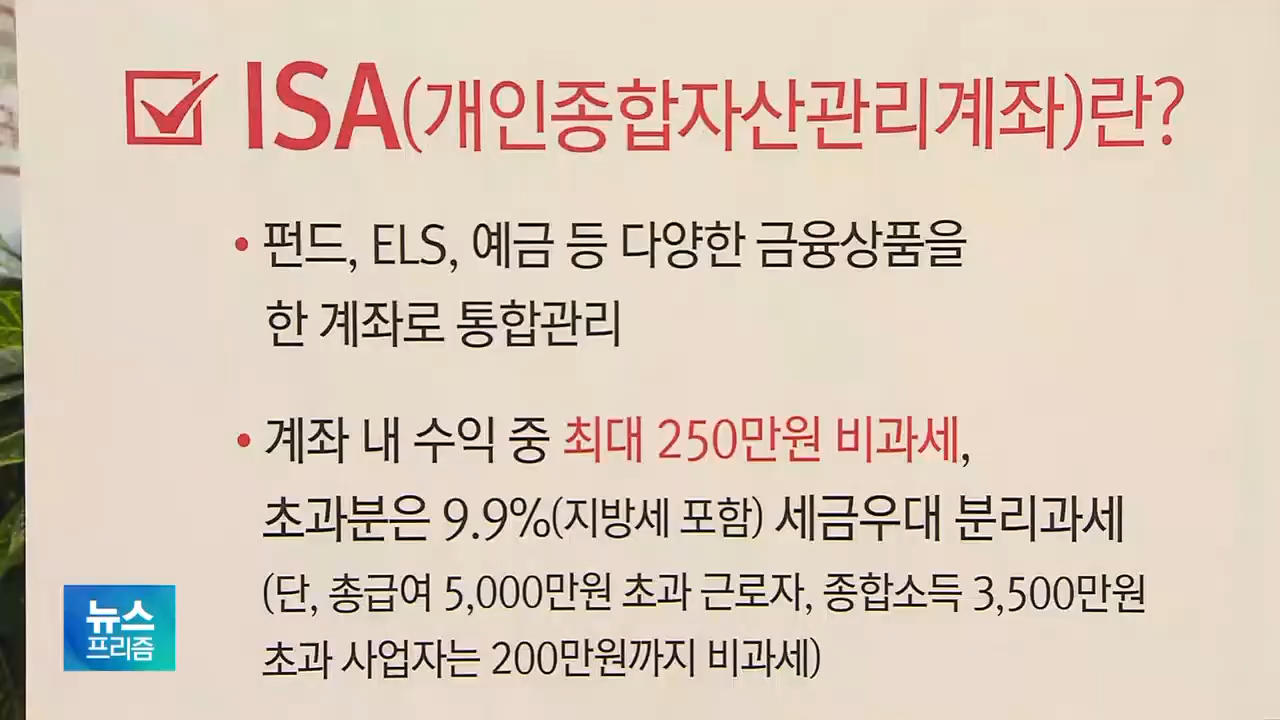 ISA(개인종합자산관리계좌)란?
• 펀드, ELS, 예금 등 다양한 금융상품을
한 계좌로 통합관리
• 계좌 내 수익 중 최대 250만원 비과세,
초과분은 9.9%(지방세 포함) 세금우대 분리과세
(단, 총급여 5,000만원 초과 근로자, 종합소득 3,500만원
초과 사업자는 200만원까지 비과세)
뉴스
프리즘